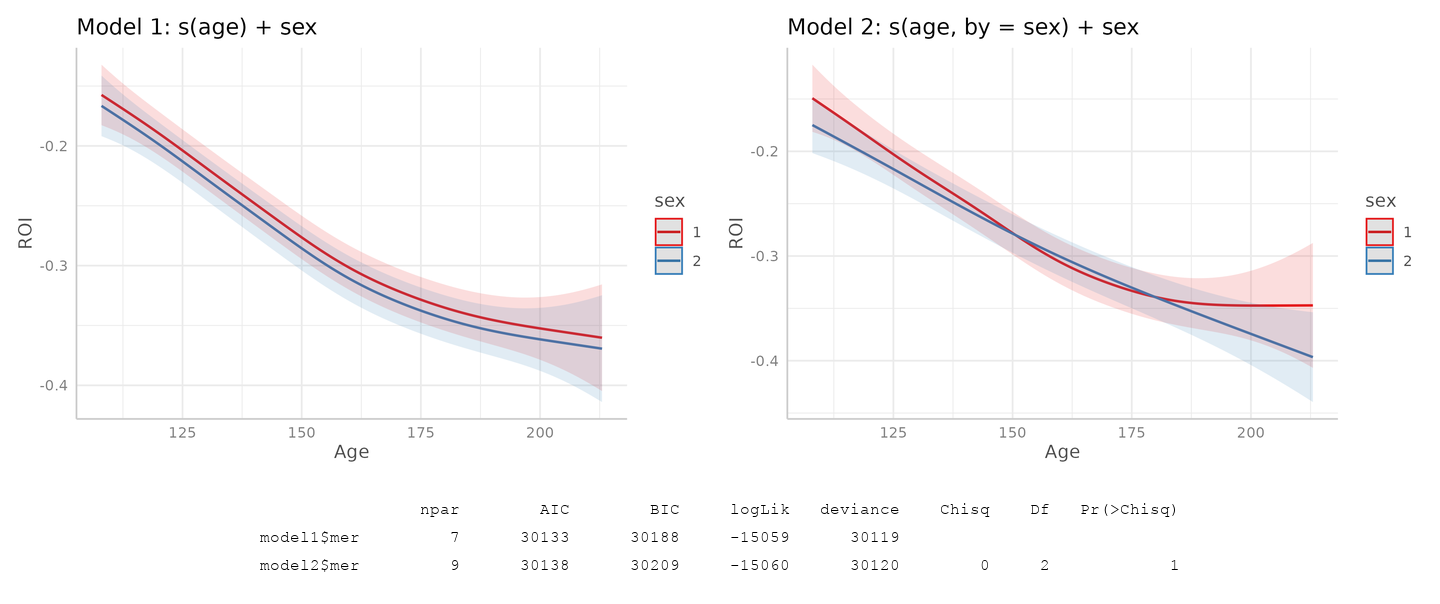 Model 1: s(age) + sex
-0.2
-0.3
-0.4
ROI
125 150 175 200
Age
sex
1
2
Model 2: s(age, by = sex) + sex
-0.2
-0.3
-0.4
ROI
125 150 175 200
Age
sex
1
2
npar AIC BIC logLik deviance Chisq Df Pr(>Chisq)
model1$mer 7 30133 30188 -15059 30119
model2$mer 9 30138 30209 -15060 30120 0 2 1